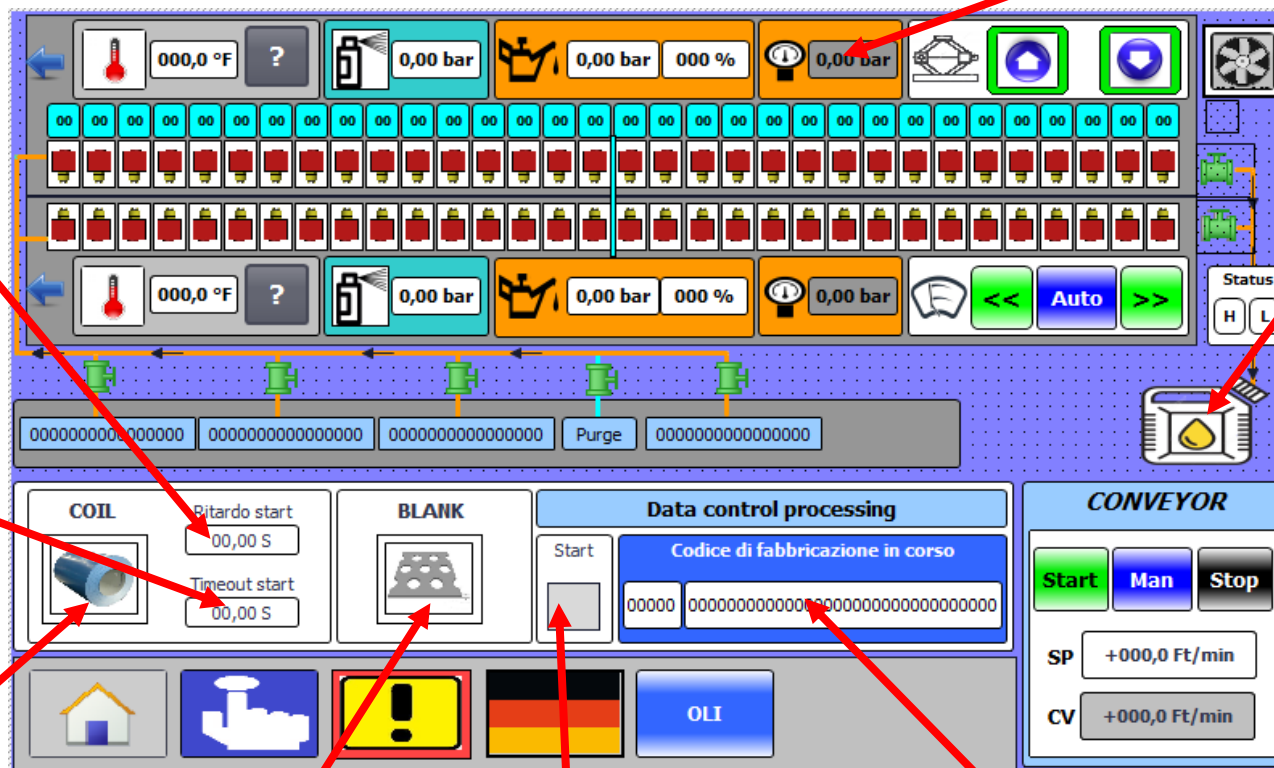 000,0 °F ? 0,00 bar 0,00 bar 000 % 0,00 bar
00 00 00 00 00 00 00 00 00 00 00 00 00 00 00 00 00 00 00 00 00 00 00 00 00 00 00 00 00 00 00 00
000,0 °F ? 0,00 bar 0,00 bar 000 % 0,00 bar << Auto >>
Status
H L
0000000000000000 0000000000000000 0000000000000000 Purge 0000000000000000
COIL
Ritardo start
00,00 S
Timeout start
00,00 S
BLANK
Data control processing
Start
Codice di fabbricazione in corso
00000 00000000000000000000000000000000
CONVEYOR
Start Man Stop
SP +000,0 Ft/min
CV +000,0 Ft/min
! OLI